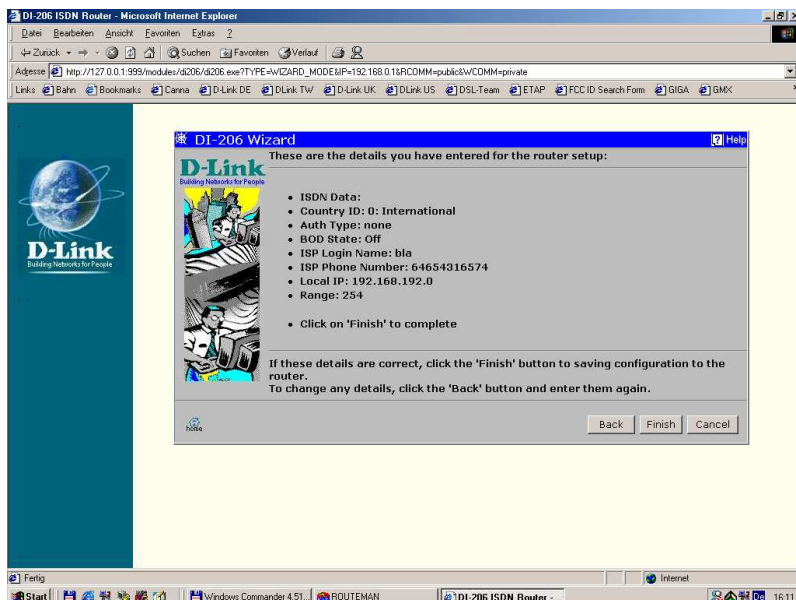 DI-206 ISDN Router - Microsoft Internet Explorer
Datei Bearbeiten Ansicht Favoriten Extras ?
Zurück Suchen Favoriten Verlauf
Adresse http://127.0.0.1:999/modules/di206/di206.exe?TYPE=WIZARD_MODE&IP=192.168.0.1&RCOMM=public&WCOMM=private
Links Bahn Bookmarks Canna D-Link DE DLink TW D-Link UK DLink US DSL-Team ETAP FCC ID Search Form GIGA GMX
DI-206 Wizard
Help
D-Link
Building Networks for People
D-Link
Building Networks for People
These are the details you have entered for the router setup:
• ISDN Data:
• Country ID: 0: International
• Auth Type: none
• BOD State: Off
• ISP Login Name: bla
• ISP Phone Number: 64654316574
• Local IP: 192.168.192.0
• Range: 254
• Click on 'Finish' to complete
If these details are correct, click the 'Finish' button to saving configuration to the
router.
To change any details, click the 'Back' button and enter them again.
home
Back Finish Cancel
Fertig
Internet
Start Windows Commander 4.51... ROUTEMAN DI-206 ISDN Router - ... De 16:11